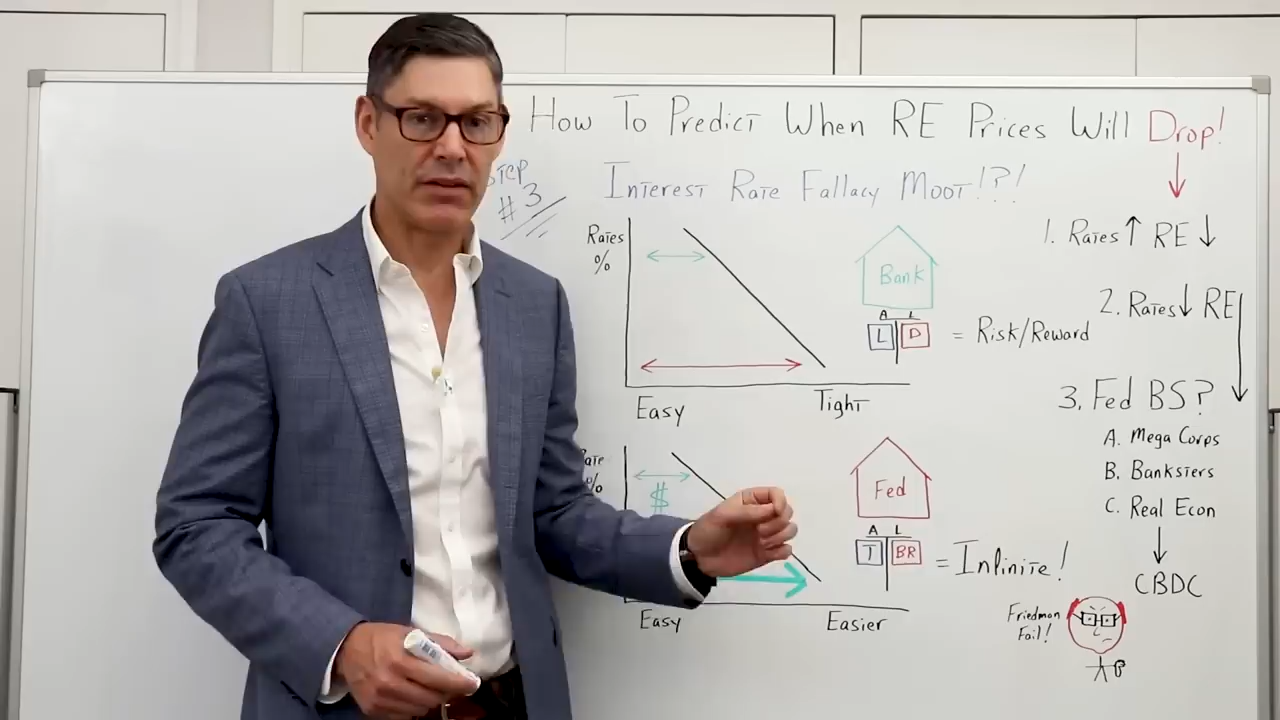 How To Predict When RE Prices Will Drop!
STEP
#3
Interest Rate Fallacy Moot!?!
Rates
%
Easy
Tight
Bank
A L
L D
= Risk/Reward
1. Rates ↑ RE ↓
2. Rates ↓ RE ↓
3. Fed BS?
A. Mega Corps
B. Banksters
C. Real Econ
CBDC
%
$
Easy
Easier
Fed
A L
T BR
= Infinite!
Friedman
Fail!